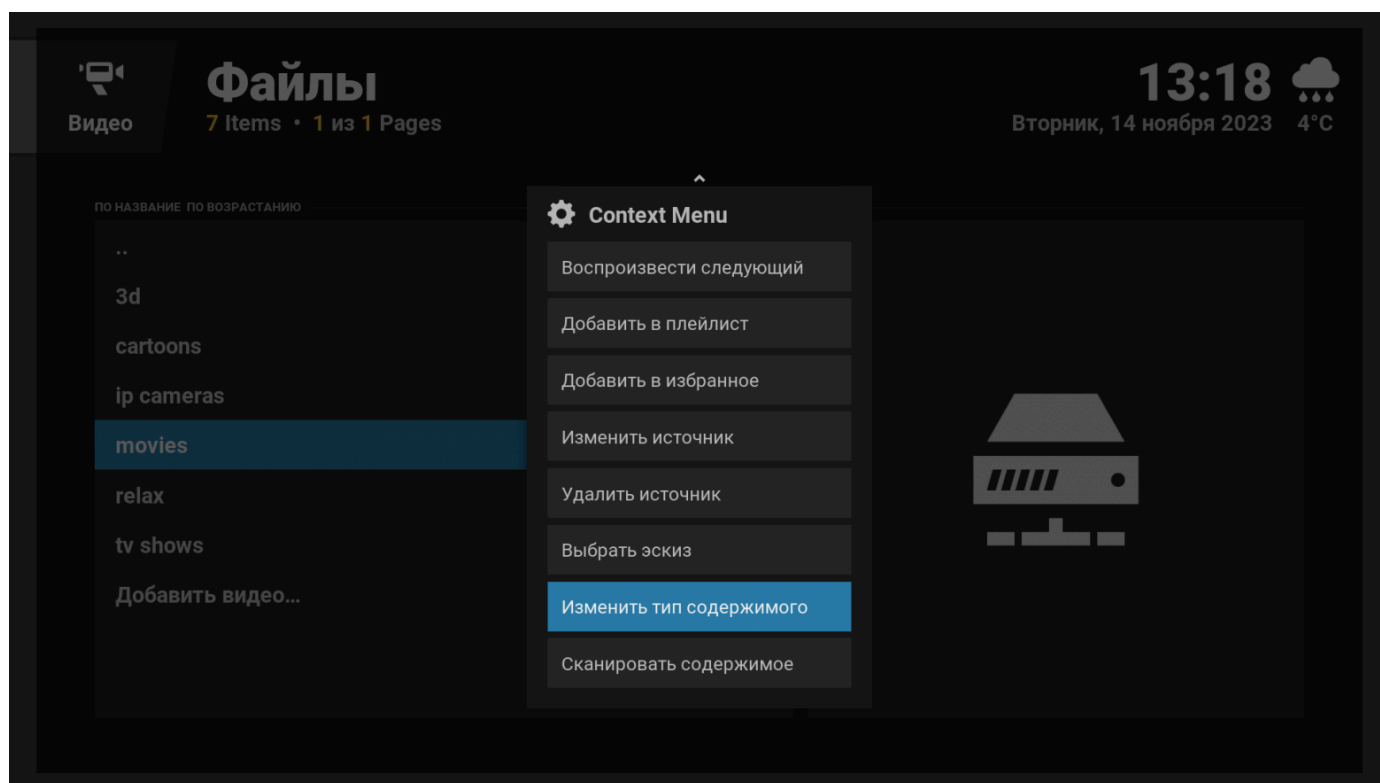 Файлы
13:18
Видео
7 Items • 1 из 1 Pages
Вторник, 14 ноября 2023 4°C
ПО НАЗВАНИЕ ПО ВОЗРАСТАНИЮ
..
3d
cartoons
ip cameras
movies
relax
tv shows
Добавить видео...
Context Menu
Воспроизвести следующий
Добавить в плейлист
Добавить в избранное
Изменить источник
Удалить источник
Выбрать эскиз
Изменить тип содержимого
Сканировать содержимое